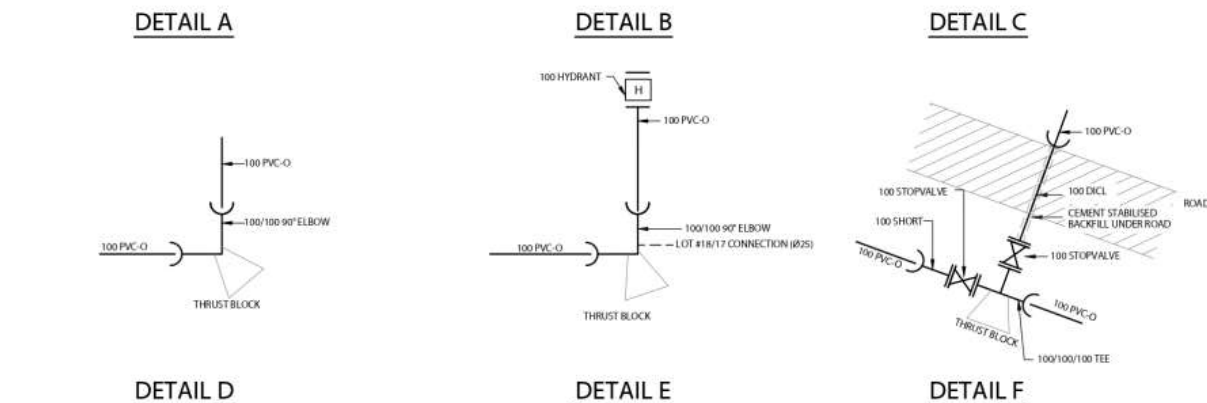 DETAIL A
DETAIL B
DETAIL C
100 PVC-O
100/100 90° ELBOW
100 PVC-O
THRUST BLOCK
100 HYDRANT
H
100 PVC-O
100/100 90° ELBOW
LOT #18/17 CONNECTION (Ø25)
100 PVC-O
THRUST BLOCK
100 PVC-O
100 STOPVALVE
100 DICL
ROAD
100 SHORT
CEMENT STABILISED
BACKFILL UNDER ROAD
100 STOPVALVE
100 PVC-O
100 PVC-O
THRUST BLOCK
100/100/100 TEE
DETAIL D
DETAIL E
DETAIL F